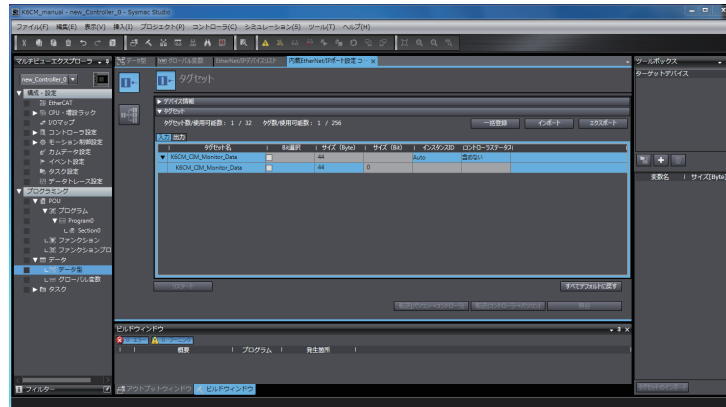 K6CM_manual - new_Controller_0 - Sysmac Studio
ファイル(F) 編集(E) 表示(V) 挿入(I) プロジェクト(P) コントローラ(C) シミュレーション(S) ツール(T) ヘルプ(H)
マルチビューエクスプローラ
new_Controller_0
構成・設定
EtherCAT
CPU・増設ラック
I/Oマップ
コントローラ設定
モーション制御設定
カムデータ設定
イベント設定
タスク設定
データトレース設定
プログラミング
POU
プログラム
Program0
Section0
ファンクション
ファンクションブロ
データ
データ型
グローバル変数
タスク
フィルター
データ型 グローバル変数 EtherNet/IPデバイスリスト 内蔵EtherNet/IPポート設定 コ
タグセット
デバイス情報
タグセット
タグセット数/使用可能数: 1 / 32 タグ数/使用可能数: 1 / 256
一括登録 インポート エクスポート
入力 出力
タグセット名 Bit選択 サイズ (Byte) サイズ (Bit) インスタンスID コントローラステータス
K6CM_CIM_Monitor_Data 44 Auto 含めない
K6CM_CIM_Monitor_Data 44 0
リスタート すべてデフォルトに戻す
ビルドウィンドウ
概要 プログラム 発生箇所
アウトプットウィンドウ ビルドウィンドウ
ツールボックス
ターゲットデバイス
変数名 サイズ[Byte]